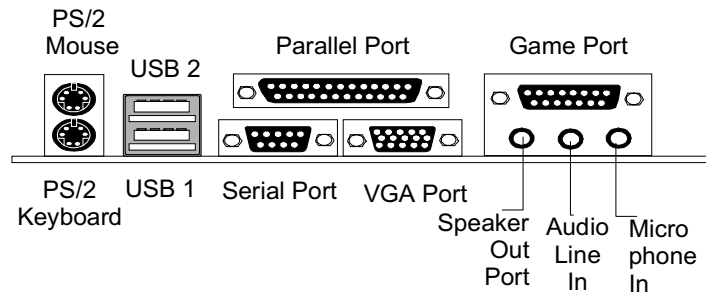 PS/2
Mouse
USB 2
Parallel Port
Game Port
PS/2
Keyboard
USB 1
Serial Port
VGA Port
Speaker
Out
Port
Audio
Line
In
Micro
phone
In